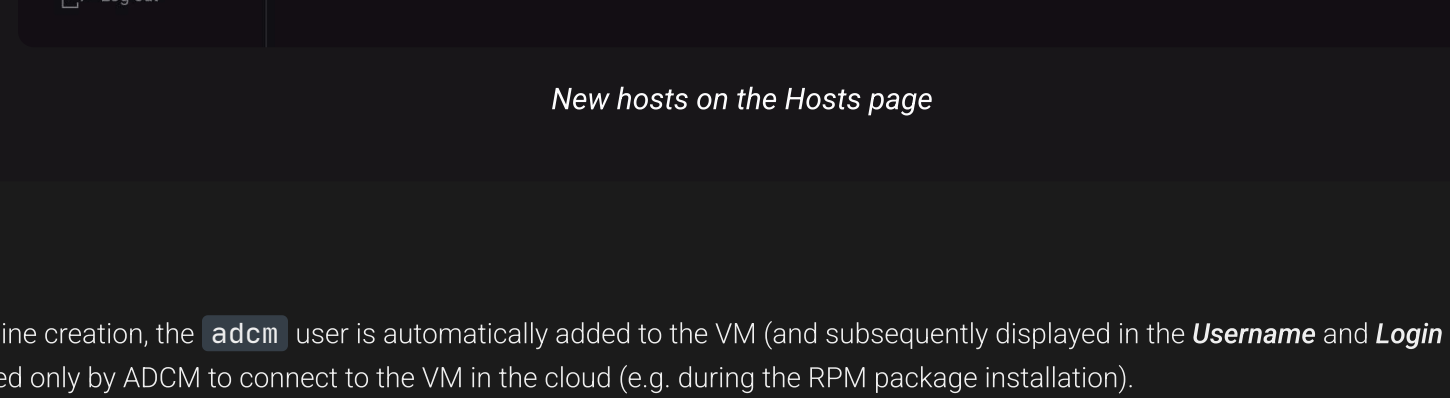 Log out
New hosts on the Hosts page
ine creation, the adcm user is automatically added to the VM (and subsequently displayed in the Username and Login
ed only by ADCM to connect to the VM in the cloud (e.g. during the RPM package installation).